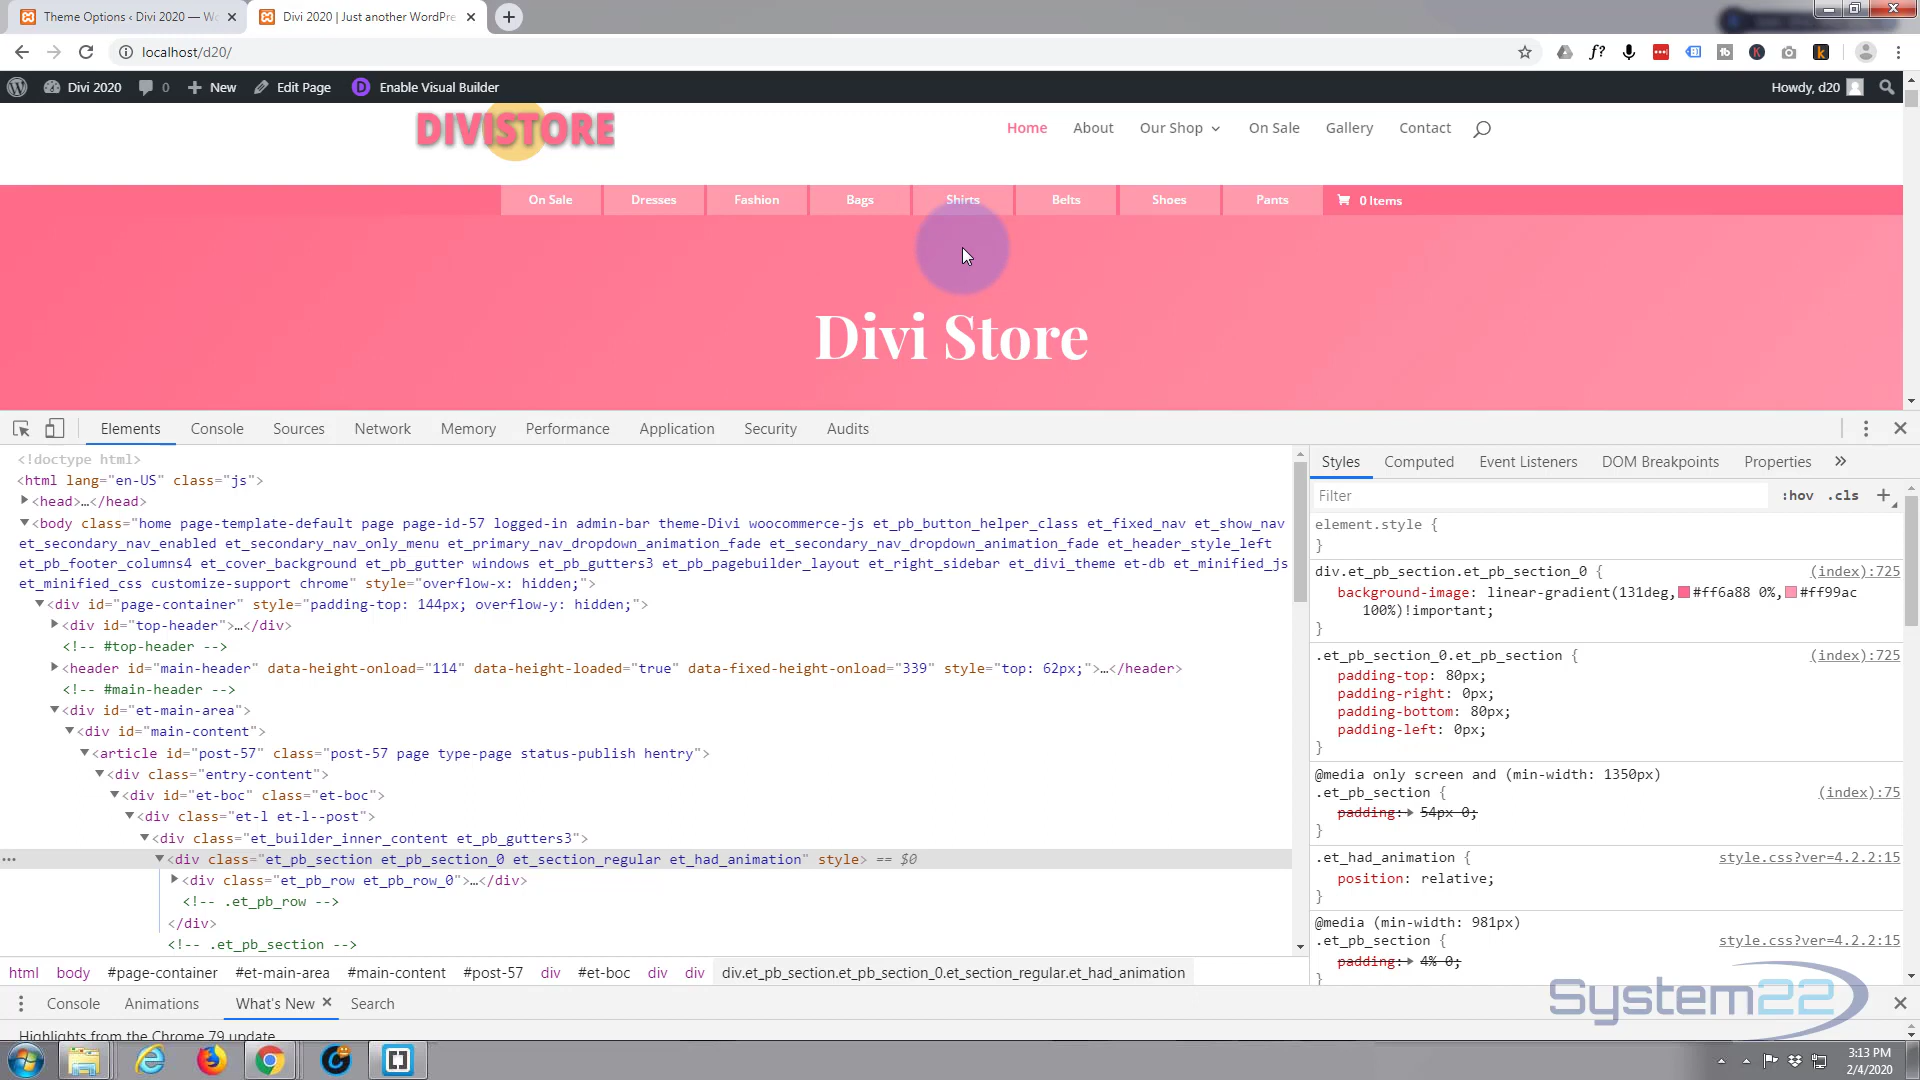 Theme Options ‹ Divi 2020 — Wo
Divi 2020 | Just another WordPre
localhost/d20/
Divi 2020
0
New
Edit Page
Enable Visual Builder
Howdy, d20
DIVISTORE
Home
About
Our Shop
On Sale
Gallery
Contact
On Sale
Dresses
Fashion
Bags
Shirts
Belts
Shoes
Pants
0 Items
Divi Store
Elements
Console
Sources
Network
Memory
Performance
Application
Security
Audits
<!doctype html>
<html lang="en-US" class="js">
<head>…</head>
<body class="home page-template-default page page-id-57 logged-in admin-bar theme-Divi woocommerce-js et_pb_button_helper_class et_fixed_nav et_show_nav
et_secondary_nav_enabled et_secondary_nav_only_menu et_primary_nav_dropdown_animation_fade et_secondary_nav_dropdown_animation_fade et_header_style_left
et_pb_footer_columns4 et_cover_background et_pb_gutter windows et_pb_gutters3 et_pb_pagebuilder_layout et_right_sidebar et_divi_theme et-db et_minified_js
et_minified_css customize-support chrome" style="overflow-x: hidden;">
<div id="page-container" style="padding-top: 144px; overflow-y: hidden;">
<div id="top-header">…</div>
<!-- #top-header -->
<header id="main-header" data-height-onload="114" data-height-loaded="true" data-fixed-height-onload="339" style="top: 62px;">…</header>
<!-- #main-header -->
<div id="et-main-area">
<div id="main-content">
<article id="post-57" class="post-57 page type-page status-publish hentry">
<div class="entry-content">
<div id="et-boc" class="et-boc">
<div class="et-l et-l--post">
<div class="et_builder_inner_content et_pb_gutters3">
<div class="et_pb_section et_pb_section_0 et_section_regular et_had_animation" style> == $0
<div class="et_pb_row et_pb_row_0">…</div>
<!-- .et_pb_row -->
</div>
<!-- .et_pb_section -->
html body #page-container #et-main-area #main-content #post-57 div #et-boc div div div.et_pb_section.et_pb_section_0.et_section_regular.et_had_animation
Styles
Computed
Event Listeners
DOM Breakpoints
Properties
Filter
:hov .cls +
element.style {
}
div.et_pb_section.et_pb_section_0 { (index):725
background-image: linear-gradient(131deg, #ff6a88 0%, #ff99ac
100%)!important;
}
.et_pb_section_0.et_pb_section { (index):725
padding-top: 80px;
padding-right: 0px;
padding-bottom: 80px;
padding-left: 0px;
}
@media only screen and (min-width: 1350px)
.et_pb_section { (index):75
padding: 54px 0;
}
.et_had_animation { style.css?ver=4.2.2:15
position: relative;
}
@media (min-width: 981px)
.et_pb_section { style.css?ver=4.2.2:15
padding: 4% 0;
}
Console
Animations
What's New
Search
Highlights from the Chrome 79 update
System22
3:13 PM
2/4/2020